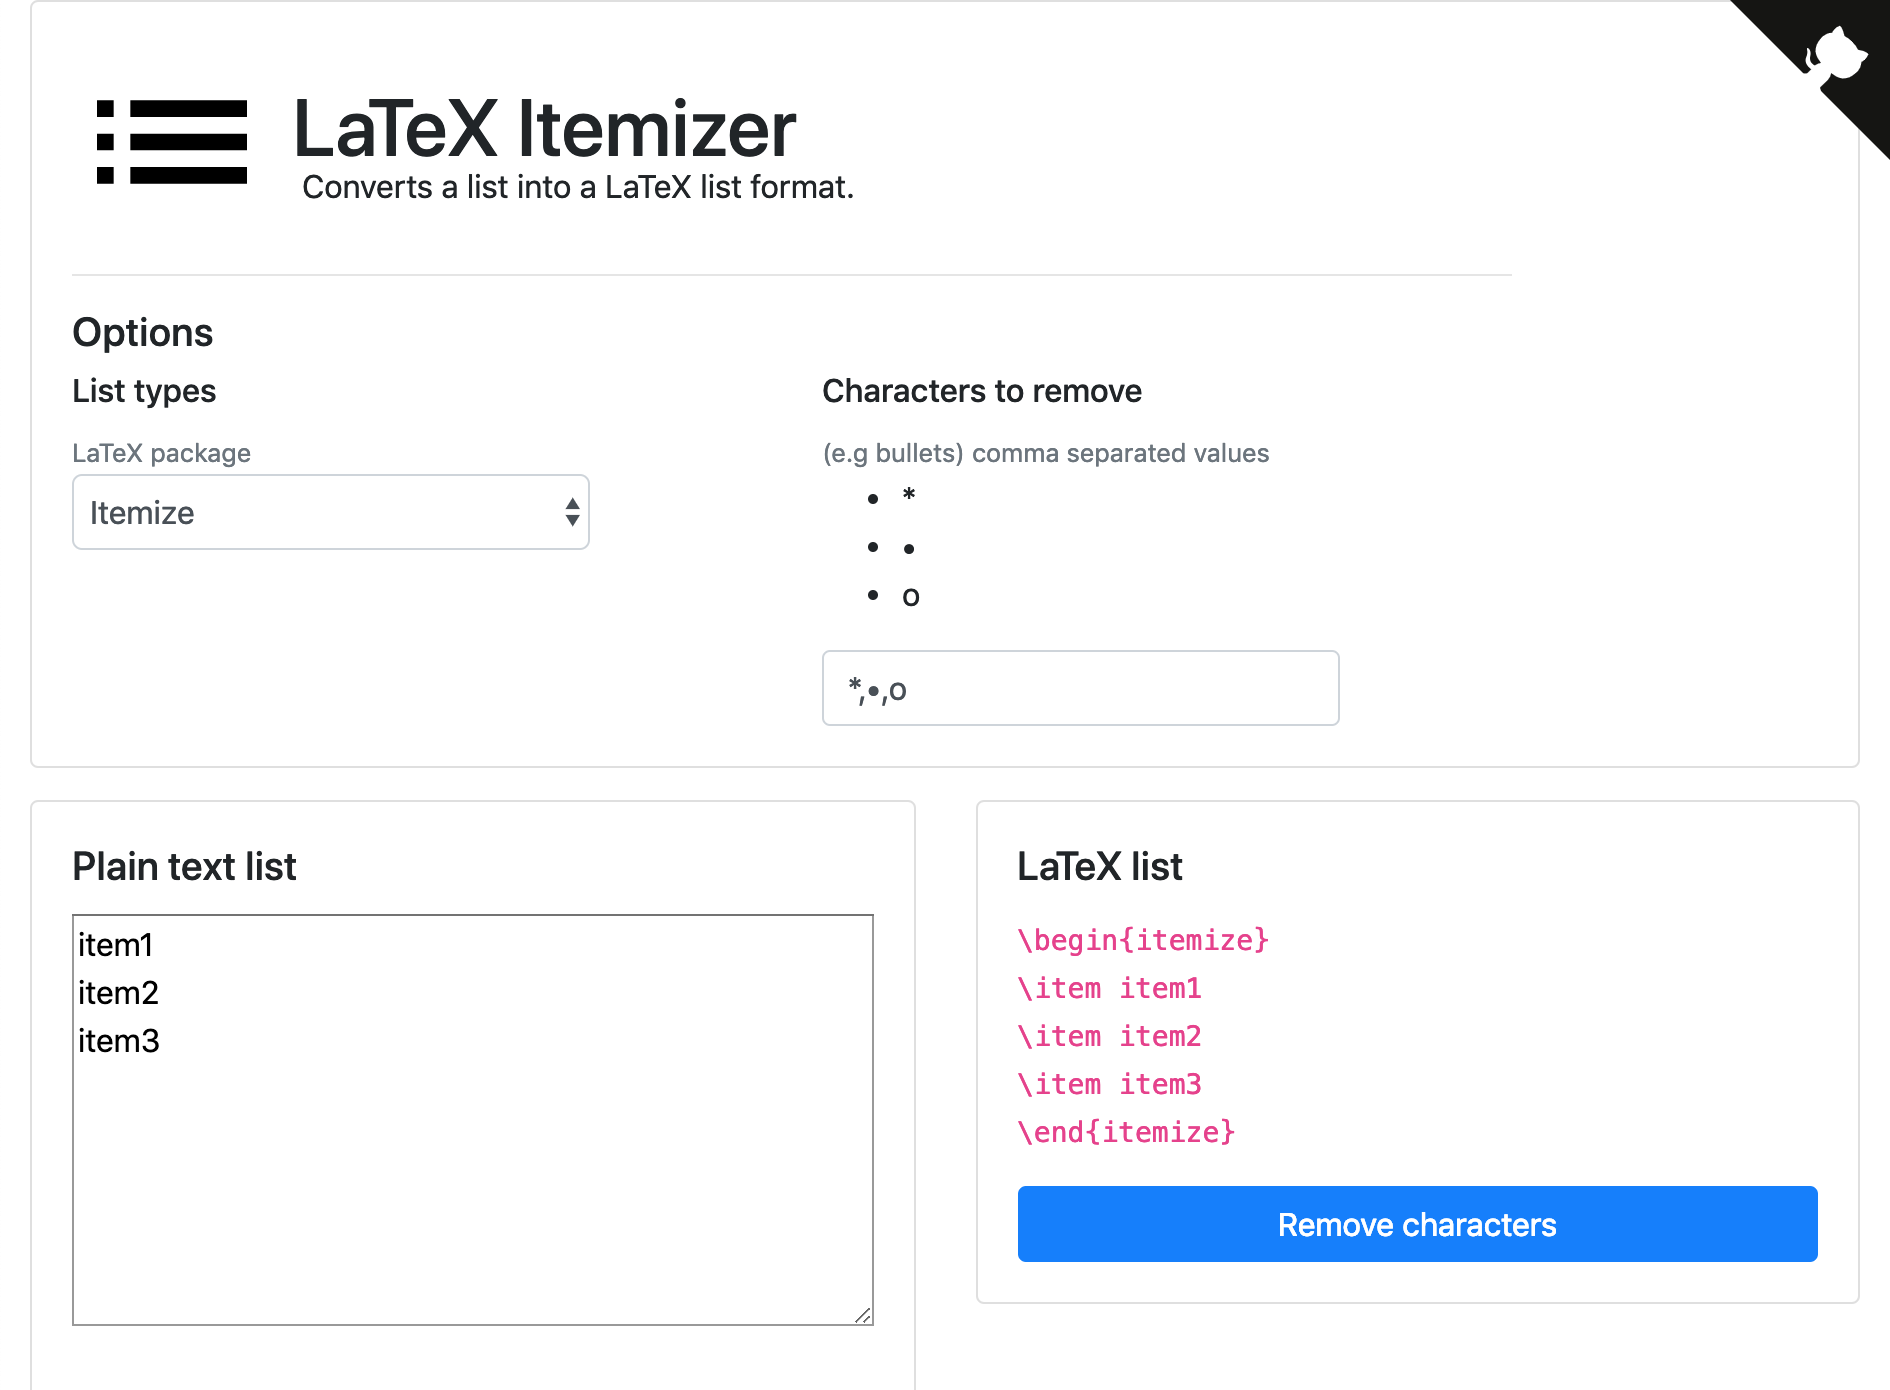 LaTeX Itemizer
Converts a list into a LaTeX list format.
Options
List types
LaTeX package
Itemize
Characters to remove
(e.g bullets) comma separated values
• *
• •
• o
*,•,o
Plain text list
item1
item2
item3
LaTeX list
\begin{itemize}
\item item1
\item item2
\item item3
\end{itemize}
Remove characters